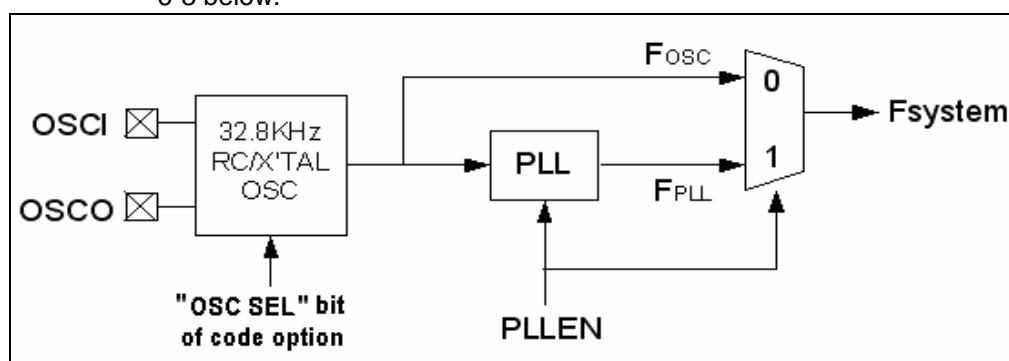 FOSC
0
Fsystem
OSCI
32.8KHz
RC/X'TAL
OSC
PLL
1
OSCO
FPLL
"OSC SEL" bit
of code option
PLLEN